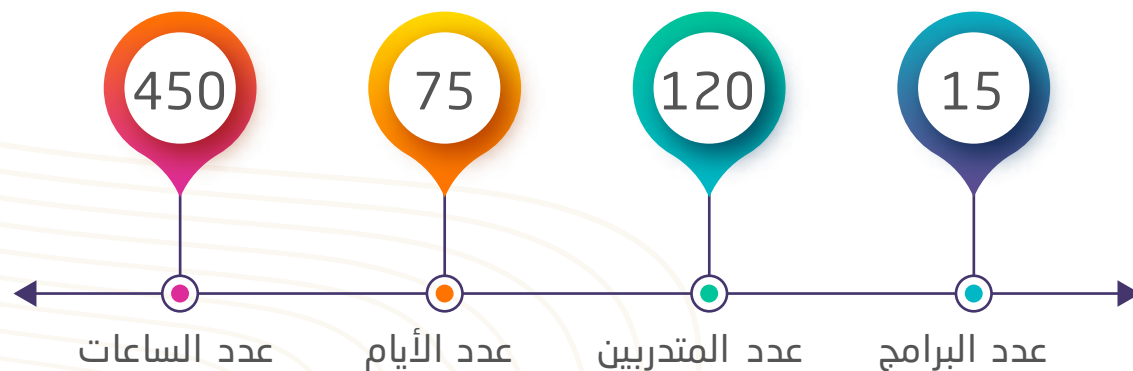 15
120
75
450
عدد البرامج
عدد المتدربين
عدد الأيام
عدد الساعات